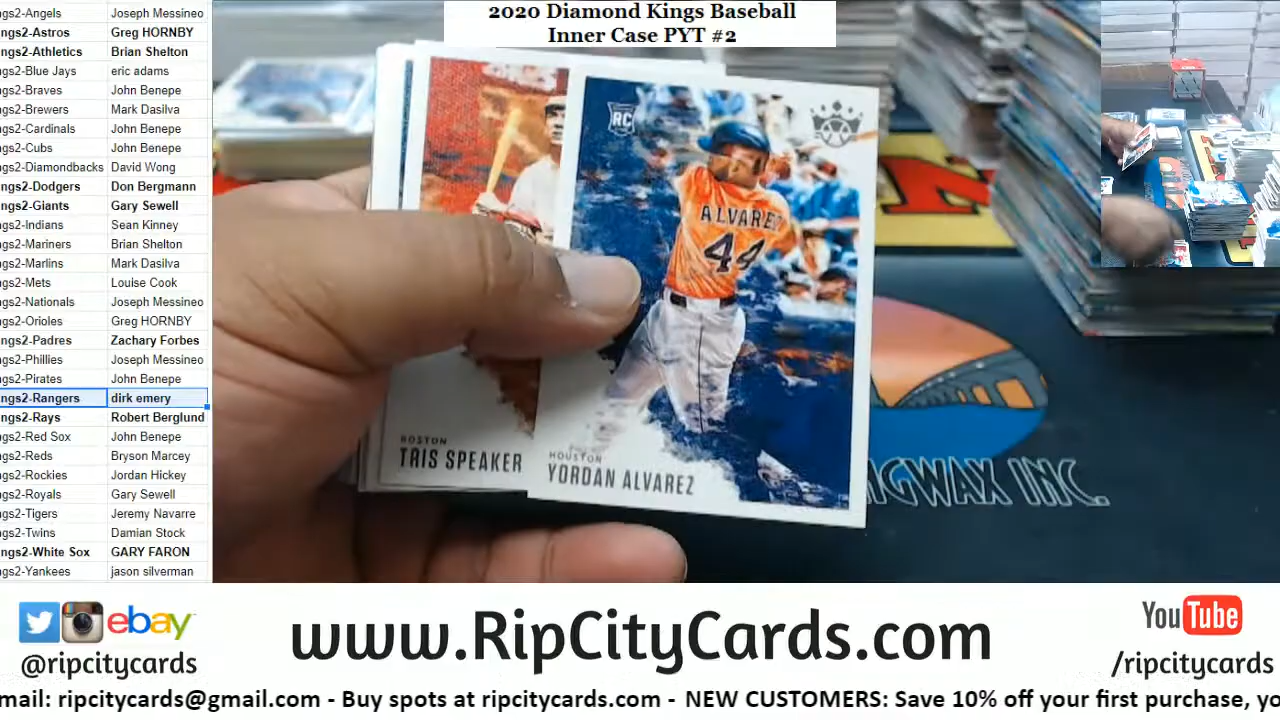 2020 Diamond Kings Baseball
Inner Case PYT #2
ngs2-Angels Joseph Messineo
ngs2-Astros Greg HORNBY
ngs2-Athletics Brian Shelton
ngs2-Blue Jays eric adams
ngs2-Braves John Benepe
ngs2-Brewers Mark Dasilva
ngs2-Cardinals John Benepe
ngs2-Cubs John Benepe
ngs2-Diamondbacks David Wong
ngs2-Dodgers Don Bergmann
ngs2-Giants Gary Sewell
ngs2-Indians Sean Kinney
ngs2-Mariners Brian Shelton
ngs2-Marlins Mark Dasilva
ngs2-Mets Louise Cook
ngs2-Nationals Joseph Messineo
ngs2-Orioles Greg HORNBY
ngs2-Padres Zachary Forbes
ngs2-Phillies Joseph Messineo
ngs2-Pirates John Benepe
ngs2-Rangers dirk emery
ngs2-Rays Robert Berglund
ngs2-Red Sox John Benepe
ngs2-Reds Bryson Marcey
ngs2-Rockies Jordan Hickey
ngs2-Royals Gary Sewell
ngs2-Tigers Jeremy Navarre
ngs2-Twins Damian Stock
ngs2-White Sox GARY FARON
ngs2-Yankees jason silverman
RC
ALVAREZ
44
BOSTON
TRIS SPEAKER
HOUSTON
YORDAN ALVAREZ
NGWAX INC.
ebay
@ripcitycards
www.RipCityCards.com
YouTube
/ripcitycards
mail: ripcitycards@gmail.com - Buy spots at ripcitycards.com - NEW CUSTOMERS: Save 10% off your first purchase, yo